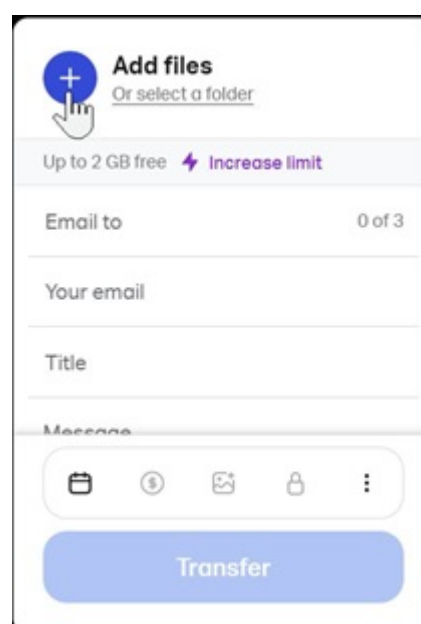 Add files
Or select a folder
Up to 2 GB free Increase limit
Email to 0 of 3
Your email
Title
Message
Transfer